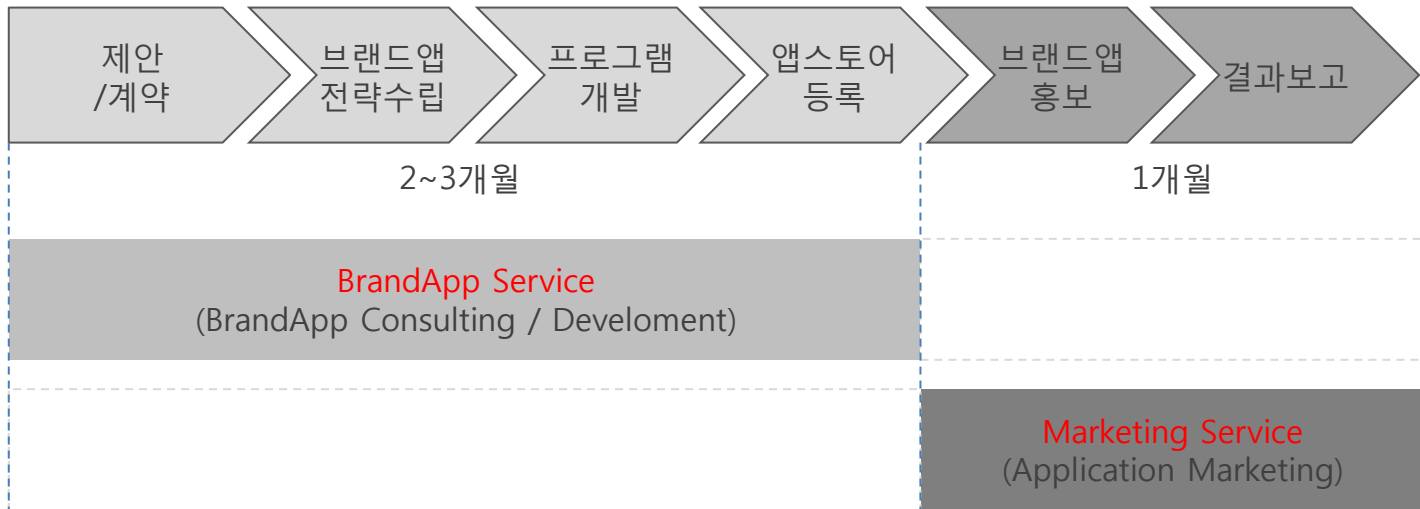 제안
/계약
브랜드앱
전략수립
프로그램
개발
앱스토어
등록
브랜드앱
홍보
결과보고
2~3개월
1개월
BrandApp Service
(BrandApp Consulting / Develoment)
Marketing Service
(Application Marketing)